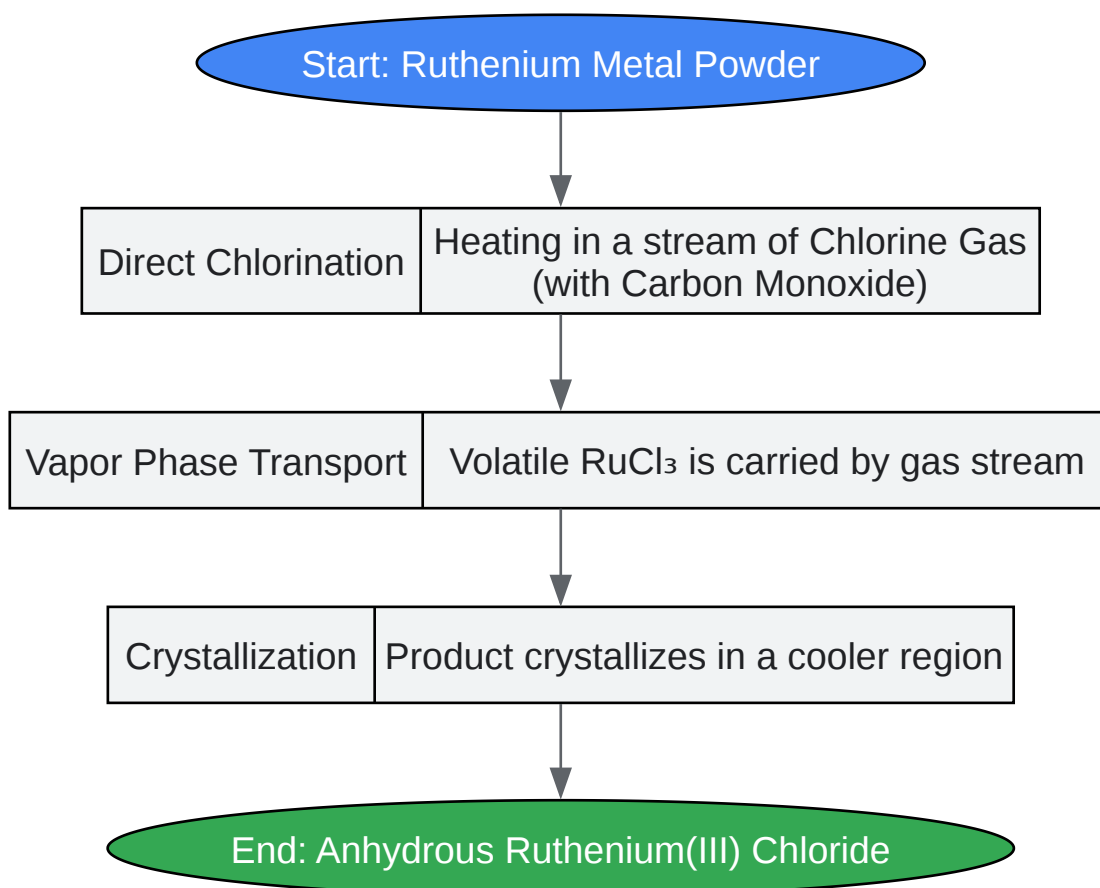 Start: Ruthenium Metal Powder
Direct Chlorination
Heating in a stream of Chlorine Gas
(with Carbon Monoxide)
Vapor Phase Transport
Volatile RuCl₃ is carried by gas stream
Crystallization
Product crystallizes in a cooler region
End: Anhydrous Ruthenium(III) Chloride